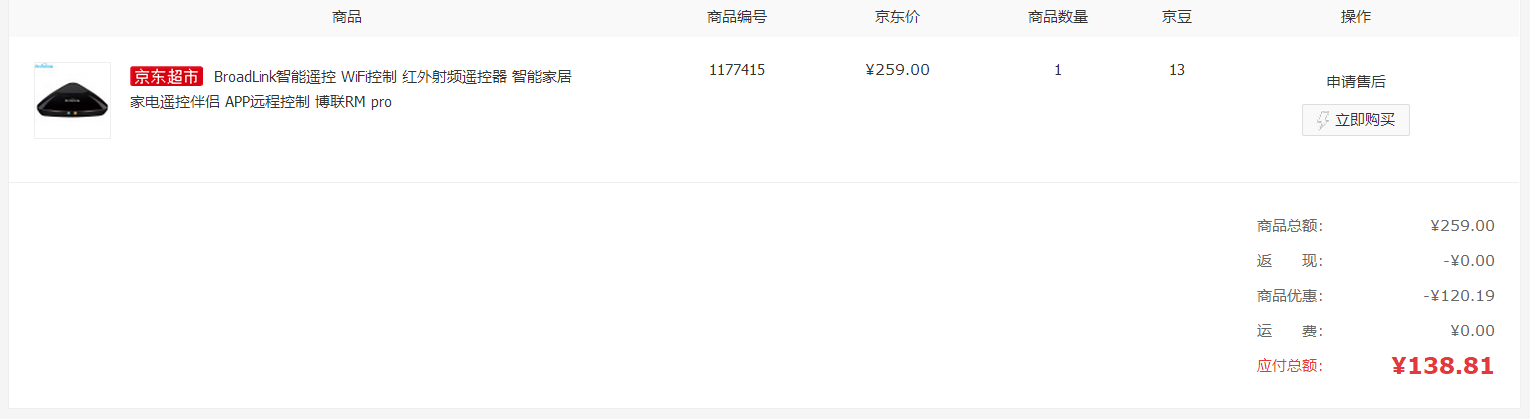 商品 商品编号 京东价 商品数量 京豆 操作
京东超市 BroadLink智能遥控 WiFi控制 红外射频遥控器 智能家居 1177415 ¥259.00 1 13
家电遥控伴侣 APP远程控制 博联RM pro
申请售后
立即购买
商品总额: ¥259.00
返 现: -¥0.00
商品优惠: -¥120.19
运 费: ¥0.00
应付总额: ¥138.81